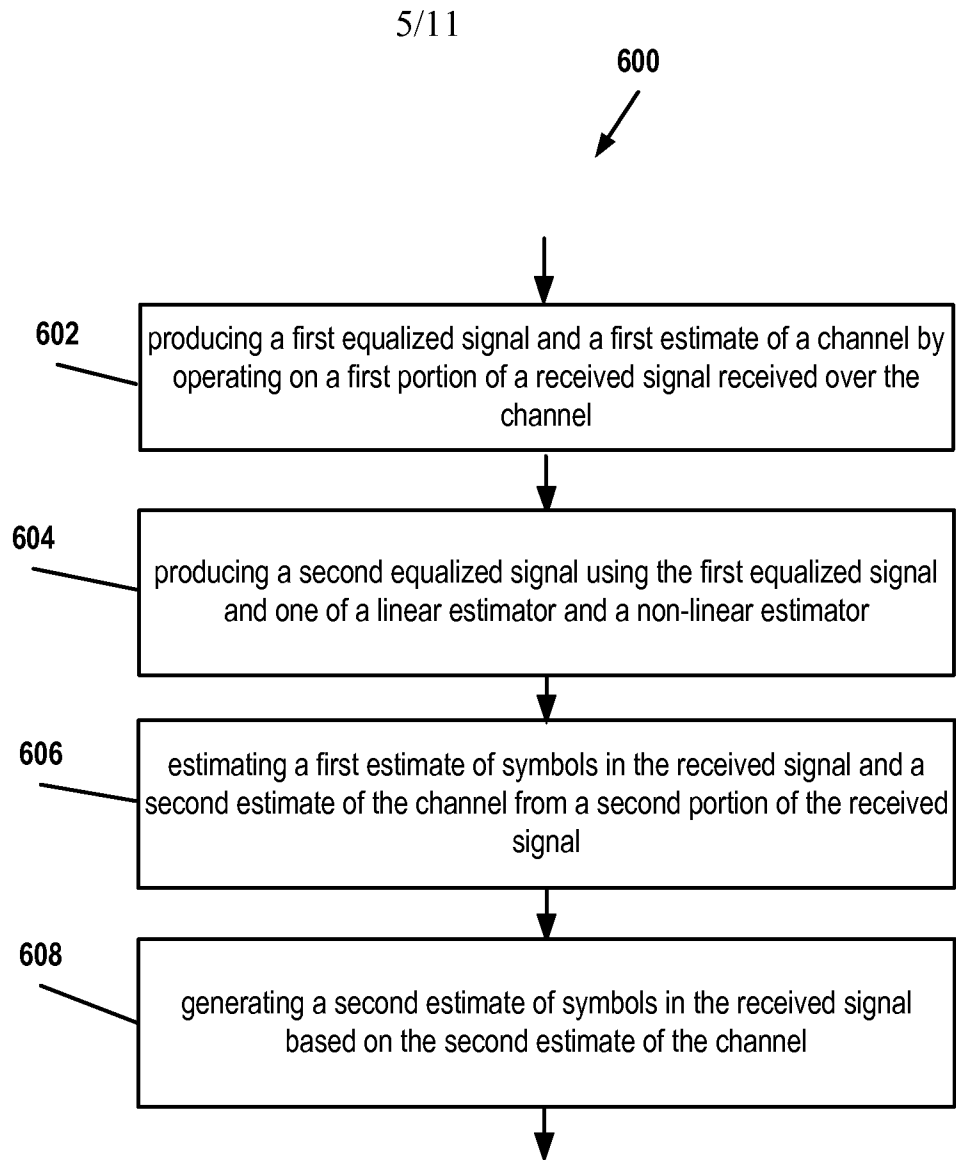 5/11
600
602
producing a first equalized signal and a first estimate of a channel by
operating on a first portion of a received signal received over the
channel
604
producing a second equalized signal using the first equalized signal
and one of a linear estimator and a non-linear estimator
606
estimating a first estimate of symbols in the received signal and a
second estimate of the channel from a second portion of the received
signal
608
generating a second estimate of symbols in the received signal
based on the second estimate of the channel